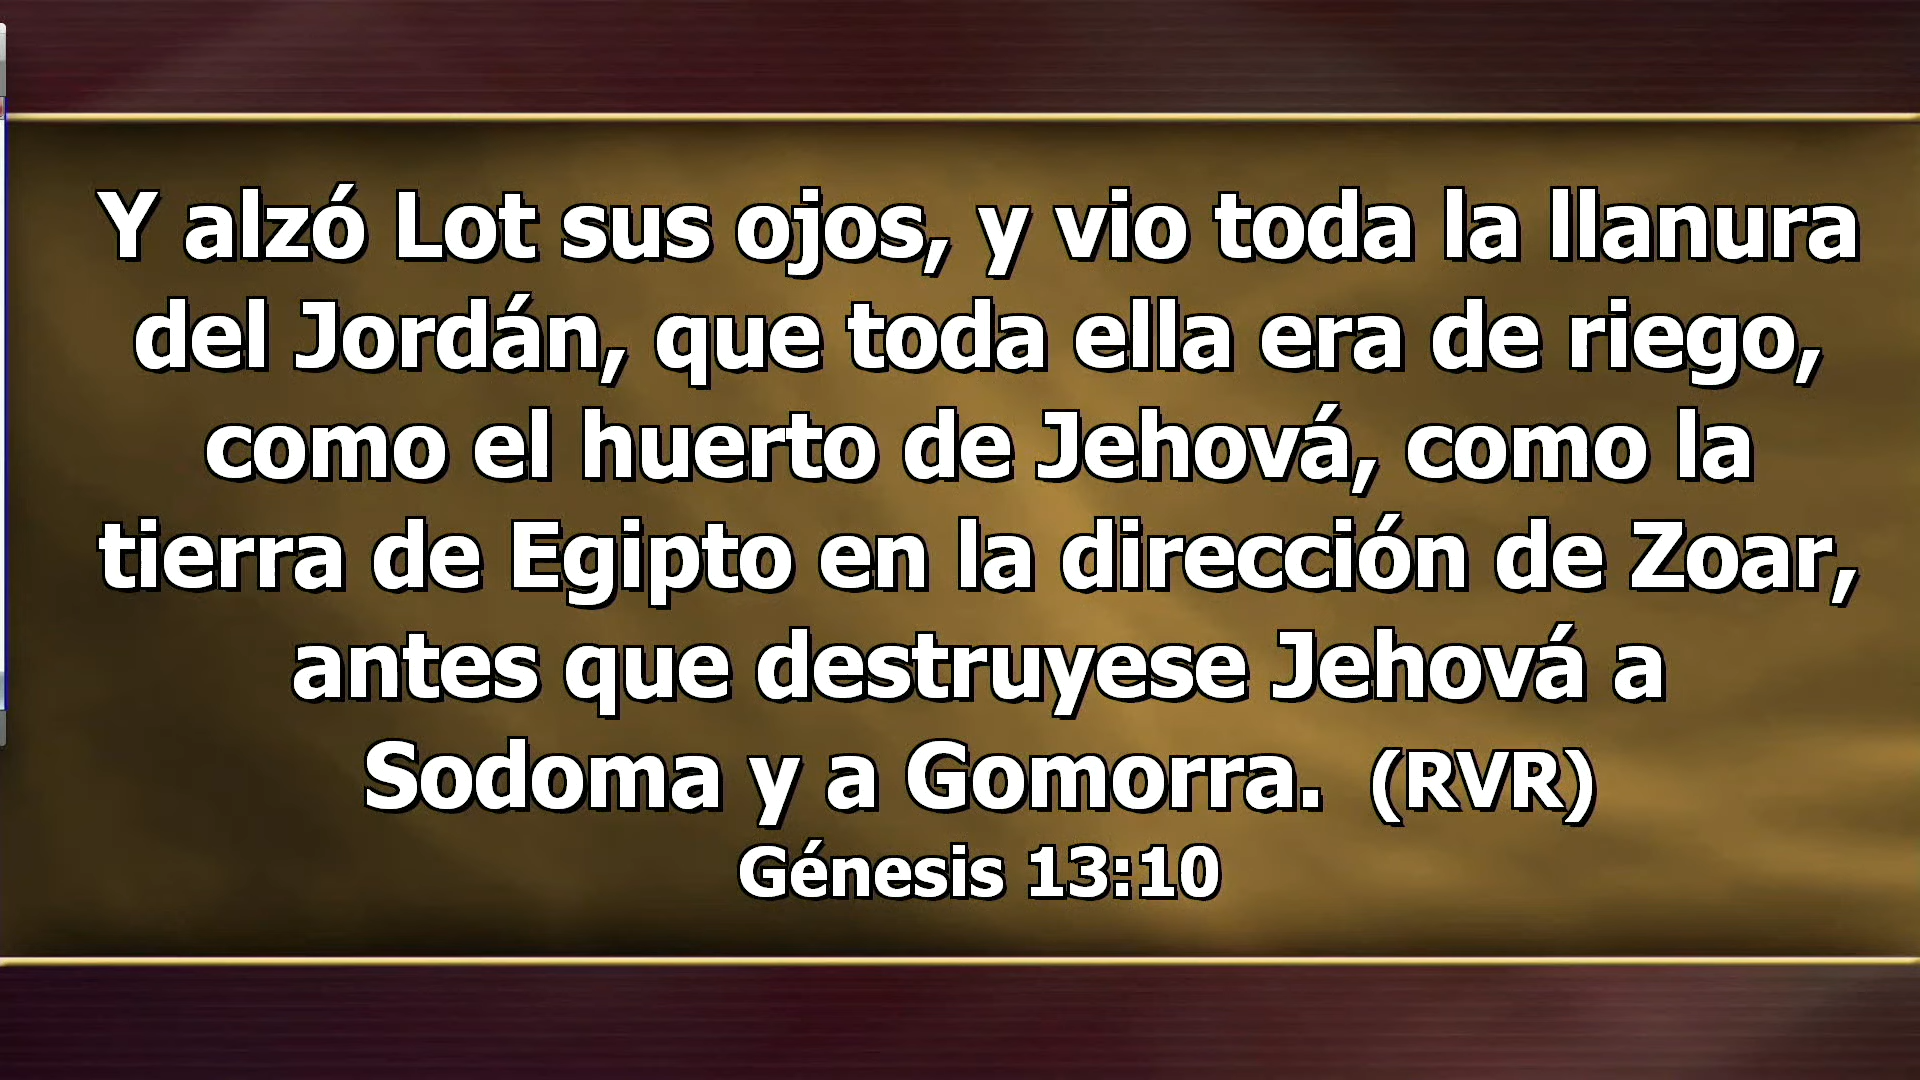 Y alzó Lot sus ojos, y vio toda la llanura
del Jordán, que toda ella era de riego,
como el huerto de Jehová, como la
tierra de Egipto en la dirección de Zoar,
antes que destruyese Jehová a
Sodoma y a Gomorra. (RVR)
Génesis 13:10